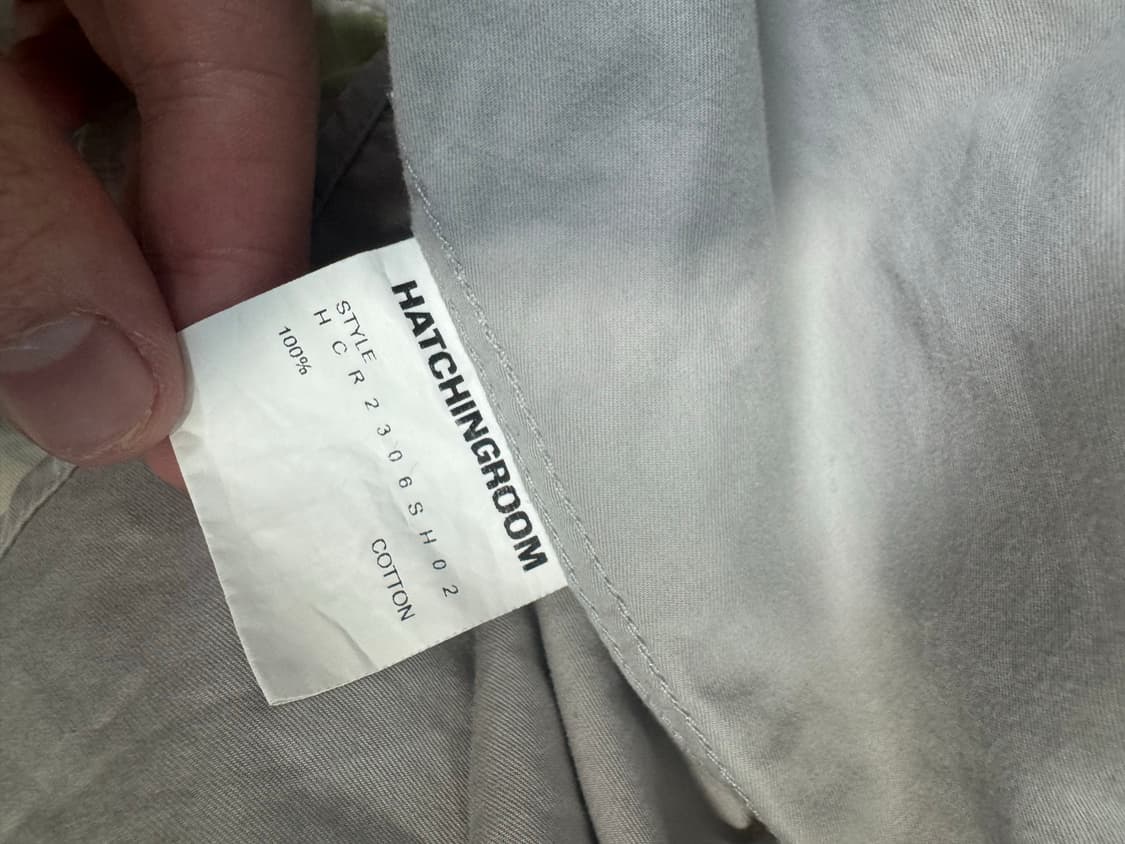 HATCHINGROOM
STYLE
H C R 2 3 0 6 S H 0 2
100% COTTON